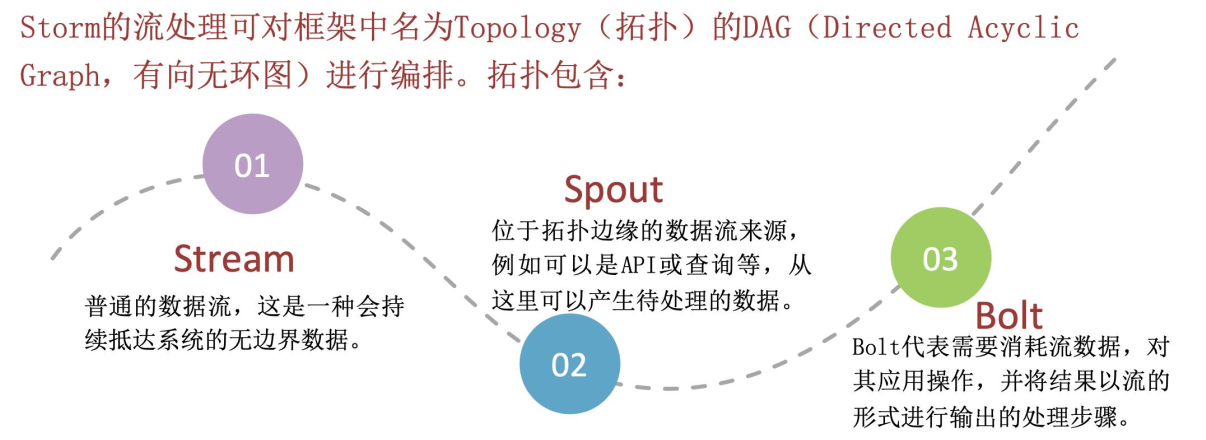 Storm的流处理可对框架中名为Topology（拓扑）的DAG（Directed Acyclic
Graph，有向无环图）进行编排。拓扑包含：
01
Stream
普通的数据流，这是一种会持
续抵达系统的无边界数据。
Spout
位于拓扑边缘的数据流来源，
例如可以是API或查询等，从
这里可以产生待处理的数据。
02
03
Bolt
Bolt代表需要消耗流数据，对
其应用操作，并将结果以流的
形式进行输出的处理步骤。